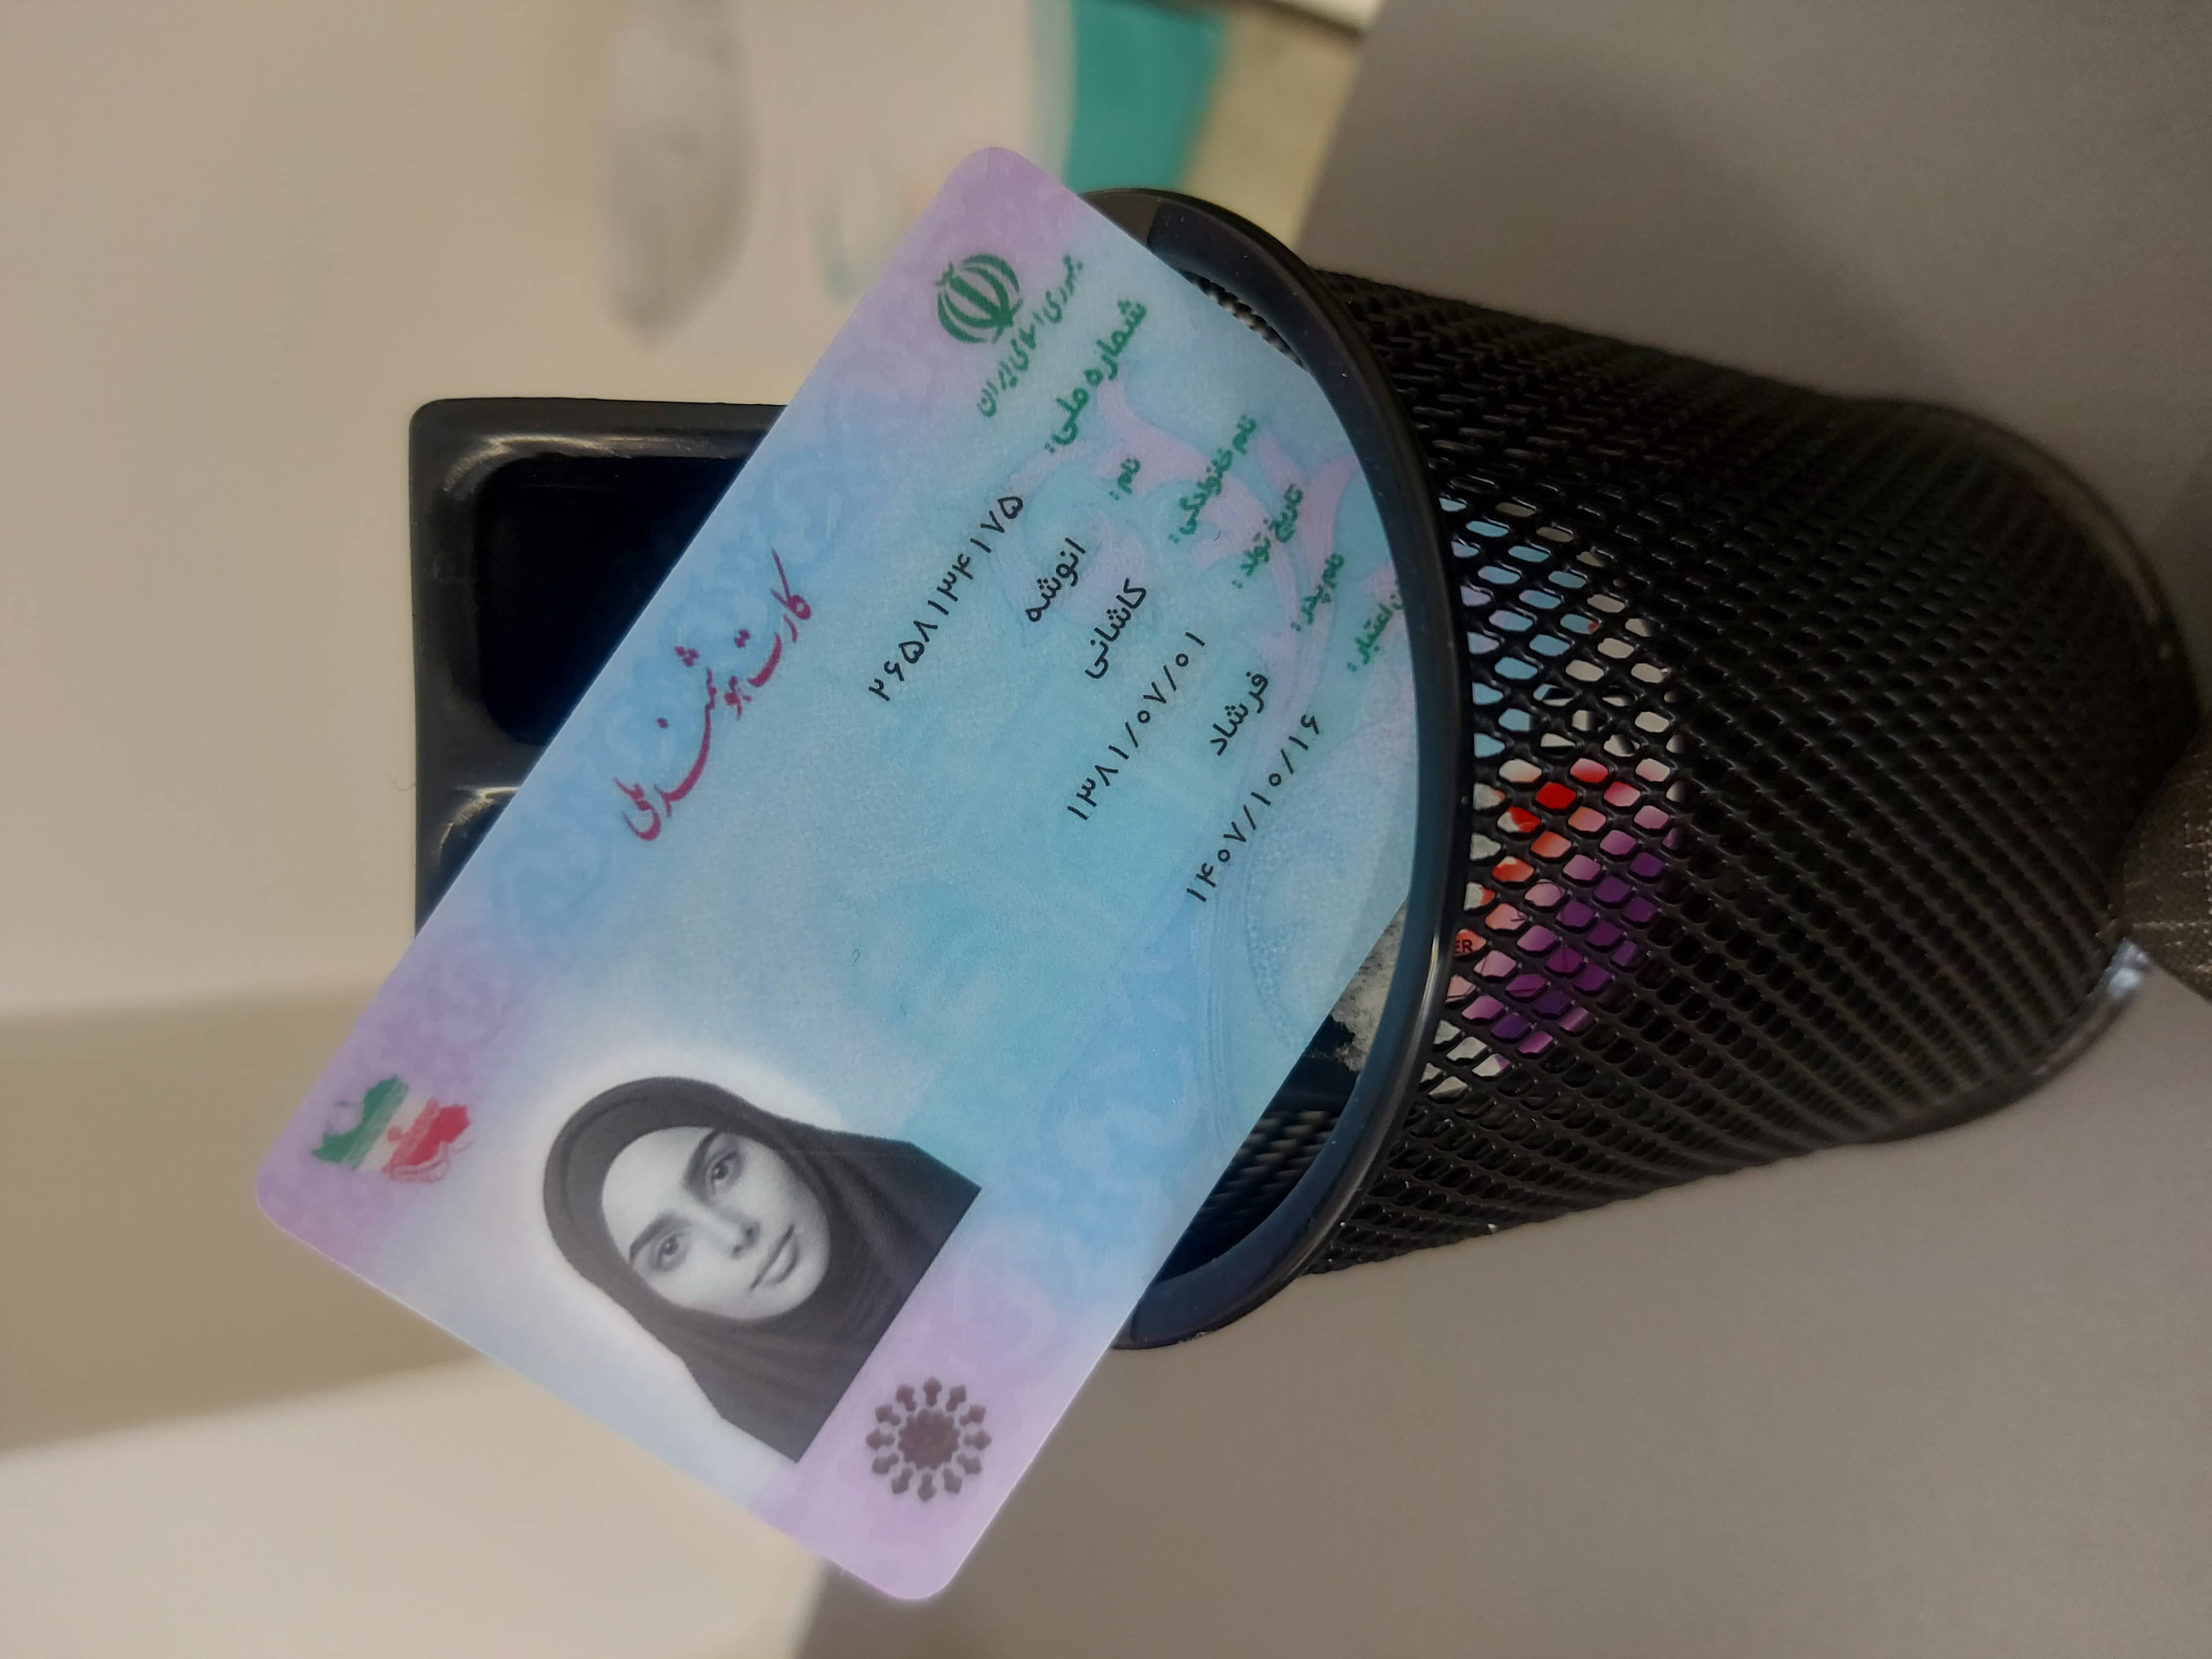 جمهوری اسلامی ایران
کارت هوشمند ملی
شماره ملی: ۲۶۵۸۱۳۴۱۷۵
نام: انوشه
نام خانوادگی: کاشانی
تاریخ تولد: ۱۳۸۱/۰۷/۰۱
نام پدر: فرشاد
اعتبار: ۱۴۰۷/۱۰/۱۶
ER